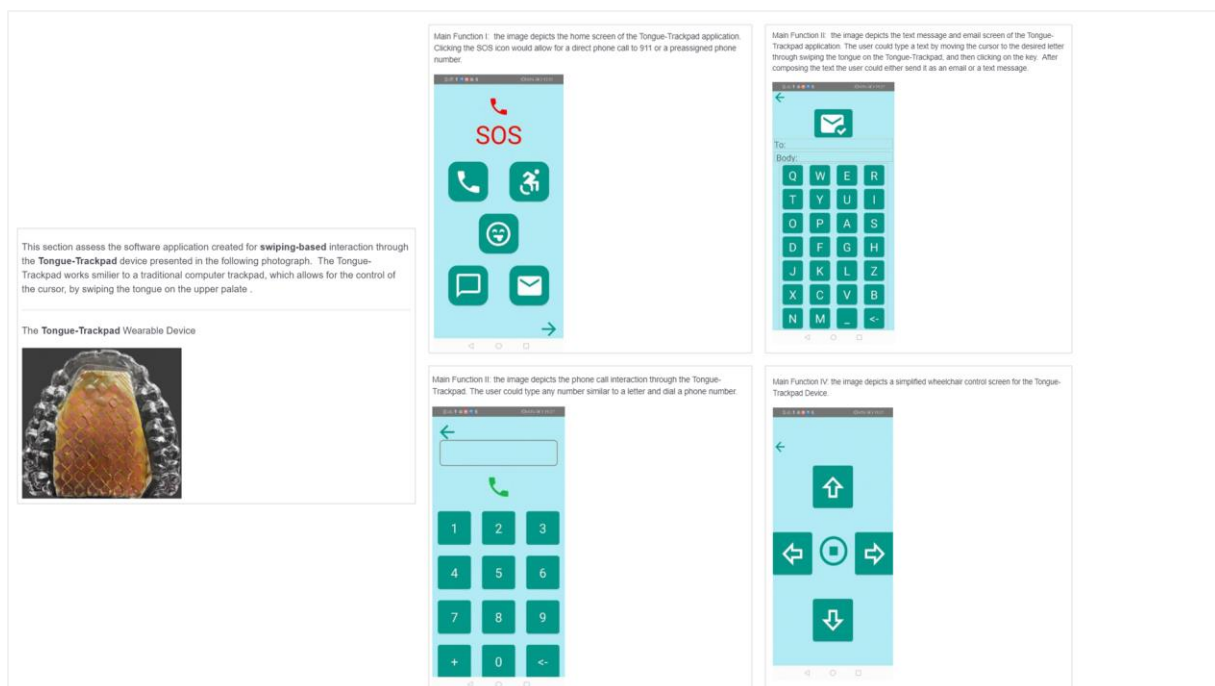 This section assess the software application created for swiping-based interaction through
the Tongue-Trackpad device presented in the following photograph. The Tongue-
Trackpad works smilier to a traditional computer trackpad, which allows for the control of
the cursor, by swiping the tongue on the upper palate .
The Tongue-Trackpad Wearable Device
Main Function I: the image depicts the home screen of the Tongue-Trackpad application.
Clicking the SOS icon would allow for a direct phone call to 911 or a preassigned phone
number.
SOS
Main Function II: the image depicts the text message and email screen of the Tongue-
Trackpad application. The user could type a text by moving the cursor to the desired letter
through swiping the tongue on the Tongue-Trackpad, and then clicking on the key. After
composing the text the user could either send it as an email or a text message.
To:
Body:
Q W E R
T Y U I
O P A S
D F G H
J K L Z
X C V B
N M _ <-
Main Function II: the image depicts the phone call interaction through the Tongue-
Trackpad. The user could type any number similar to a letter and dial a phone number.
1 2 3
4 5 6
7 8 9
+ 0 <-
Main Function IV: the image depicts a simplified wheelchair control screen for the Tongue-
Trackpad Device.